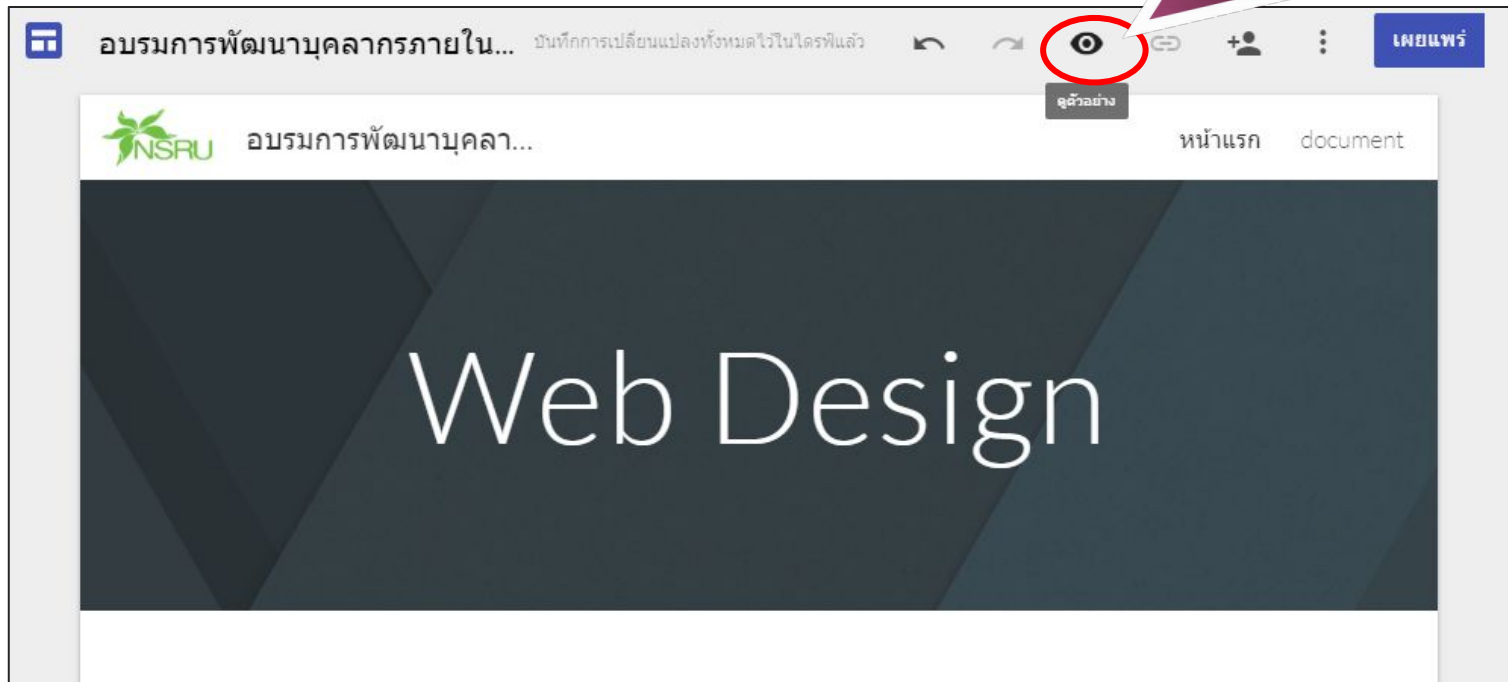 อบรมการพัฒนาบุคลากรภายใน... บันทึกการเปลี่ยนแปลงทั้งหมดไว้ในไดรฟ์แล้ว เผยแพร่
ดูตัวอย่าง
NSRU อบรมการพัฒนาบุคลา... หน้าแรก document
Web Design